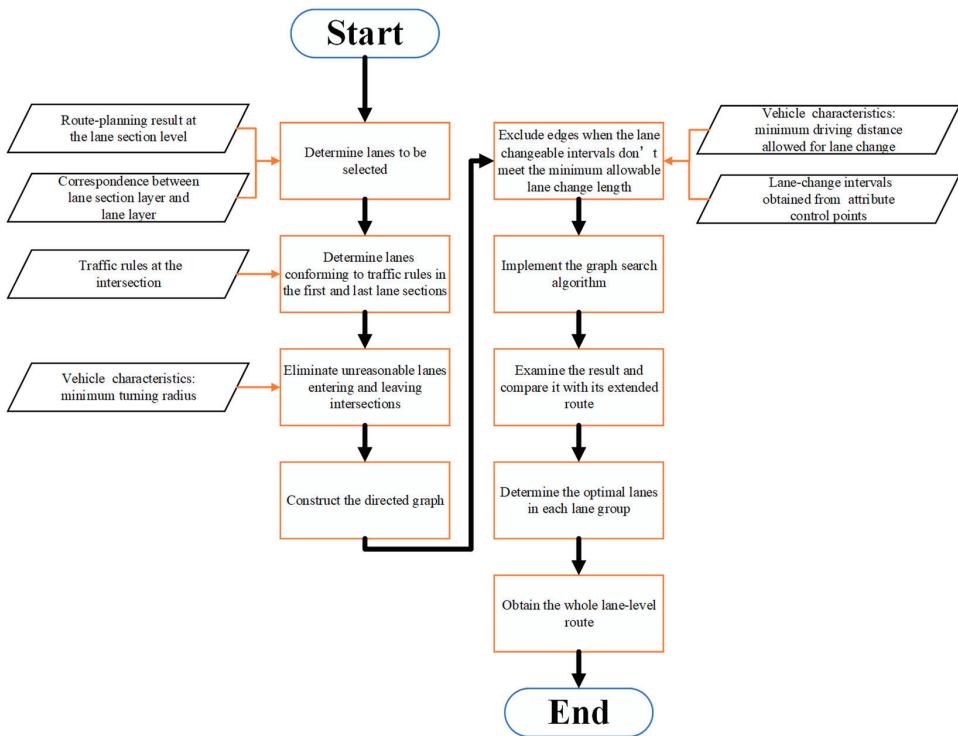 Start
Route-planning result at
the lane section level
Correspondence between
lane section layer and
lane layer
Determine lanes to be
selected
Traffic rules at the
intersection
Determine lanes
conforming to traffic rules in
the first and last lane sections
Vehicle characteristics:
minimum turning radius
Eliminate unreasonable lanes
entering and leaving
intersections
Construct the directed graph
Exclude edges when the lane
changeable intervals don’t
meet the minimum allowable
lane change length
Vehicle characteristics:
minimum driving distance
allowed for lane change
Lane-change intervals
obtained from attribute
control points
Implement the graph search
algorithm
Examine the result and
compare it with its extended
route
Determine the optimal lanes
in each lane group
Obtain the whole lane-level
route
End